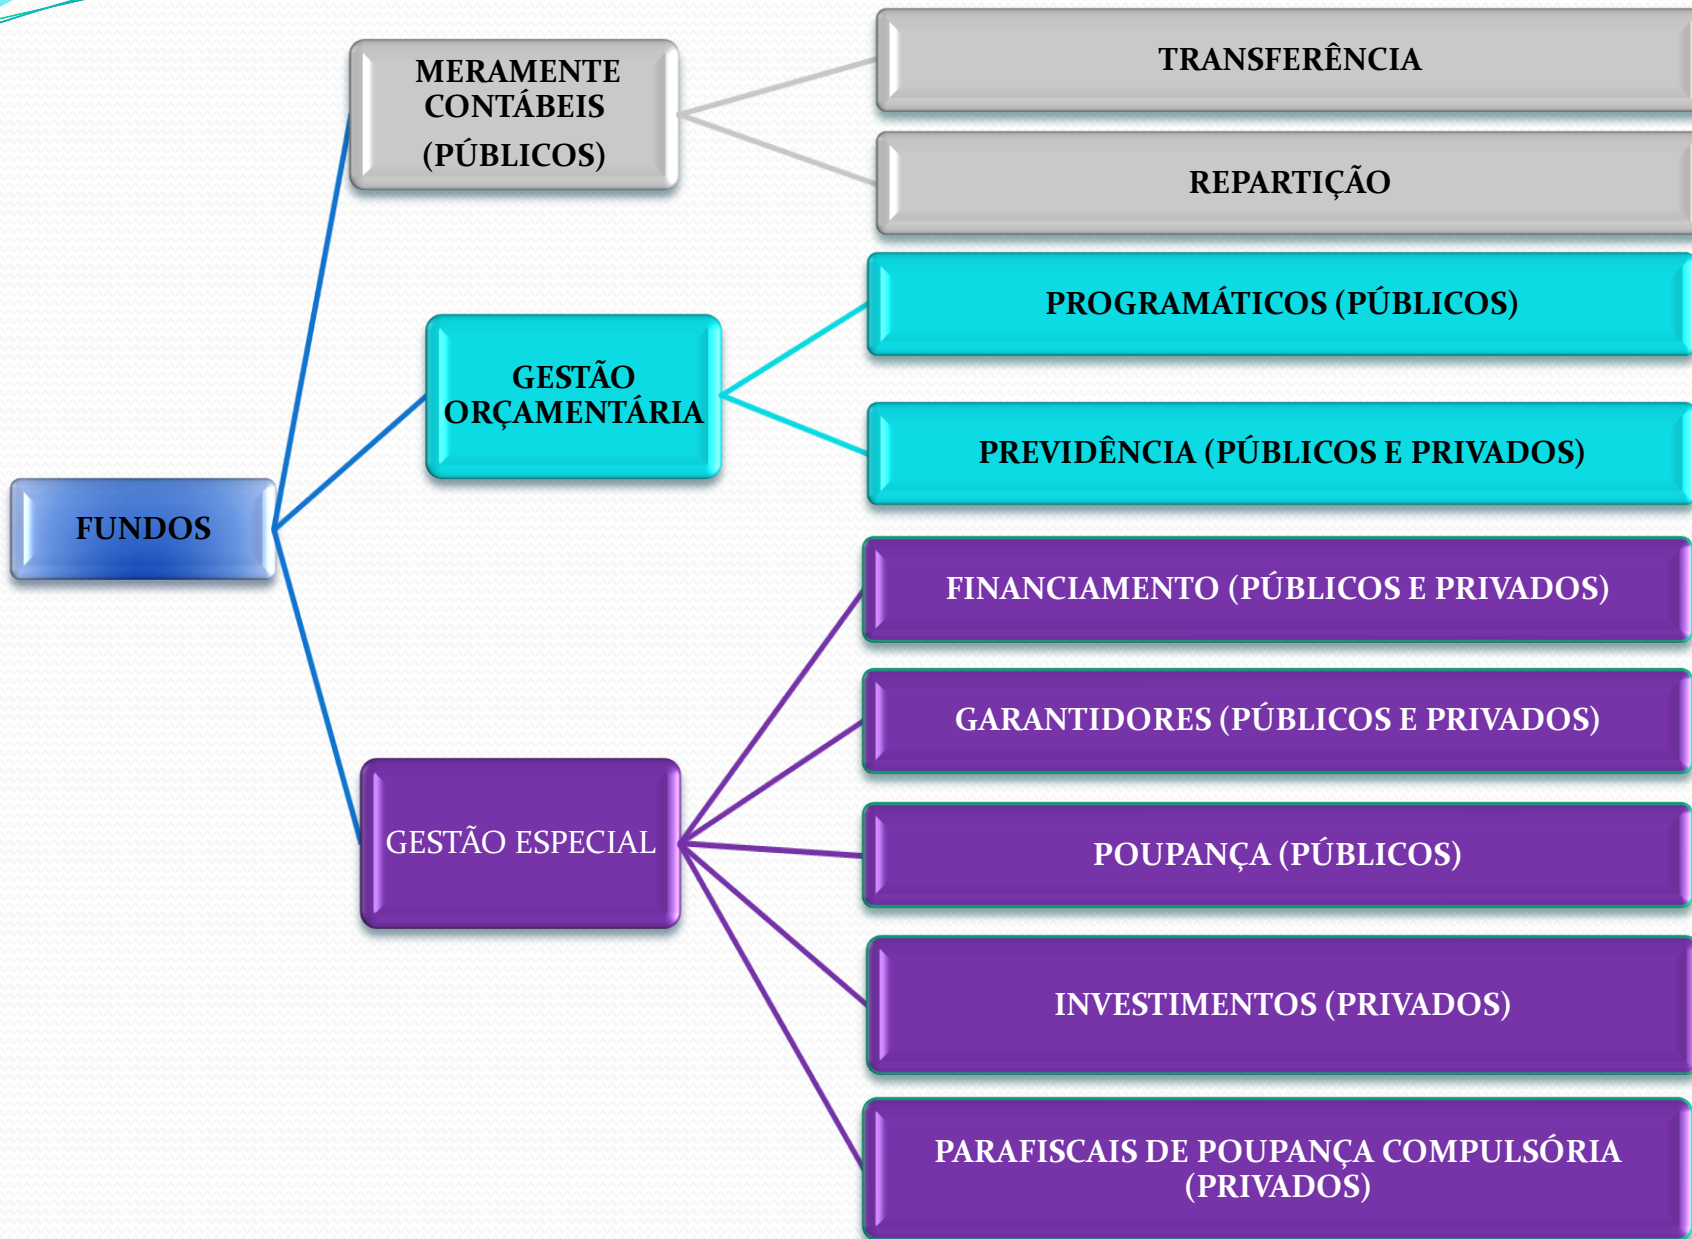 FUNDOS
MERAMENTE
CONTÁBEIS
(PÚBLICOS)
TRANSFERÊNCIA
REPARTIÇÃO
GESTÃO
ORÇAMENTÁRIA
PROGRAMÁTICOS (PÚBLICOS)
PREVIDÊNCIA (PÚBLICOS E PRIVADOS)
GESTÃO ESPECIAL
FINANCIAMENTO (PÚBLICOS E PRIVADOS)
GARANTIDORES (PÚBLICOS E PRIVADOS)
POUPANÇA (PÚBLICOS)
INVESTIMENTOS (PRIVADOS)
PARAFISCAIS DE POUPANÇA COMPULSÓRIA
(PRIVADOS)